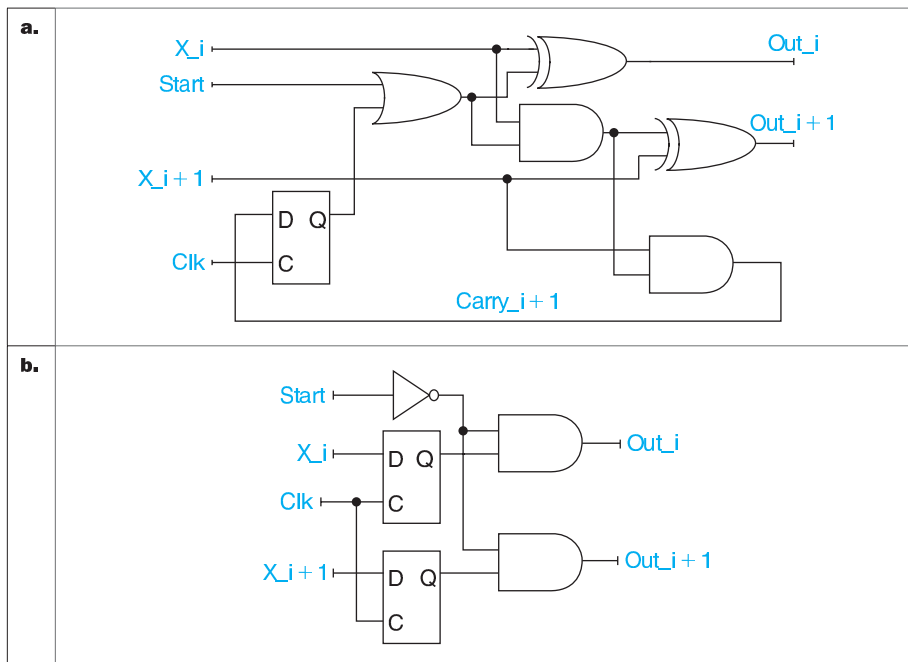 a.
X_i
Out_i
Start
Out_i + 1
X_i + 1
D Q
Clk
C
Carry_i + 1
b.
Start
Out_i
X_i
D Q
Clk
C
Out_i + 1
X_i + 1
D Q
C